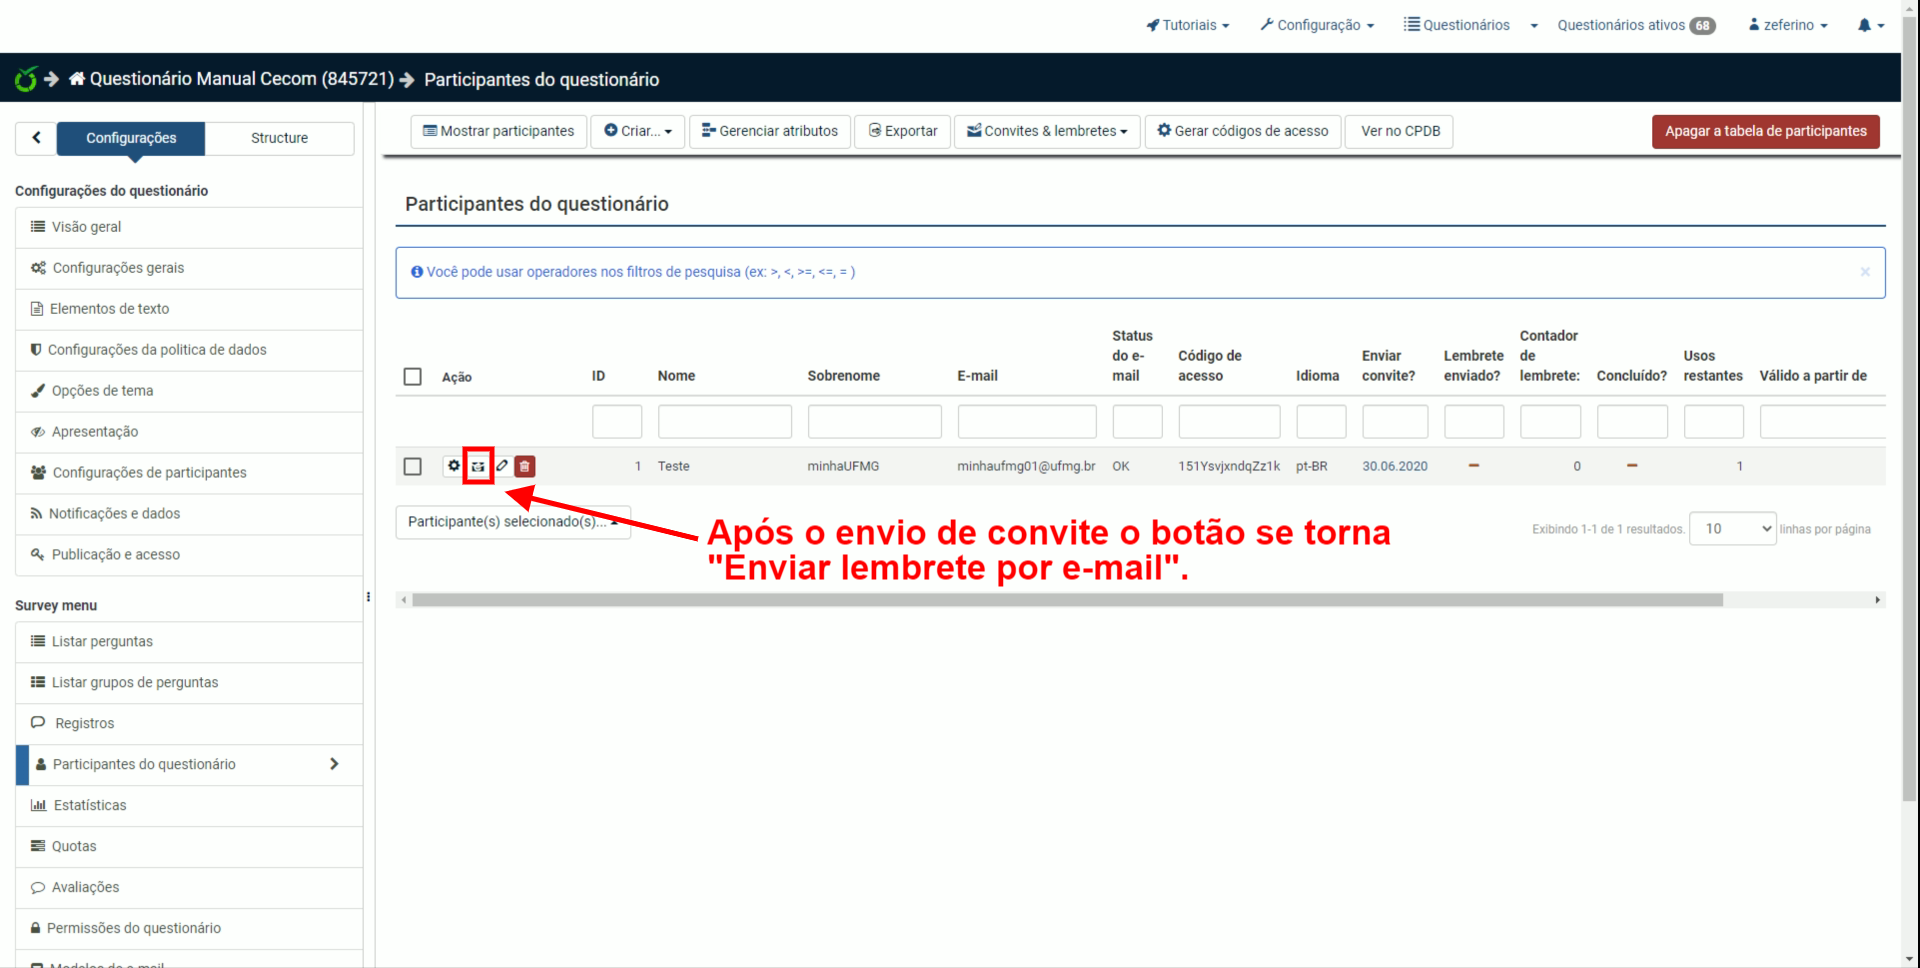 Tutoriais Configuração Questionários Questionários ativos 68 zeferino
Questionário Manual Cecom (845721) Participantes do questionário
Configurações Structure
Mostrar participantes Criar... Gerenciar atributos Exportar Convites & lembretes Gerar códigos de acesso Ver no CPDB Apagar a tabela de participantes
Configurações do questionário
Visão geral
Configurações gerais
Elementos de texto
Configurações da politica de dados
Opções de tema
Apresentação
Configurações de participantes
Notificações e dados
Publicação e acesso
Survey menu
Listar perguntas
Listar grupos de perguntas
Registros
Participantes do questionário
Estatísticas
Quotas
Avaliações
Permissões do questionário
Modelos de e-mail
Participantes do questionário
Você pode usar operadores nos filtros de pesquisa (ex: >, <, >=, <=, = ) ×
Ação ID Nome Sobrenome E-mail Status do e-mail Código de acesso Idioma Enviar convite? Lembrete enviado? Contador de lembrete: Concluído? Usos restantes Válido a partir de
1 Teste minhaUFMG minhaufmg01@ufmg.br OK 151YsvjxndqZz1k pt-BR 30.06.2020 0 1
Participante(s) selecionado(s)...
Exibindo 1-1 de 1 resultados. 10 linhas por página
Após o envio de convite o botão se torna
"Enviar lembrete por e-mail".